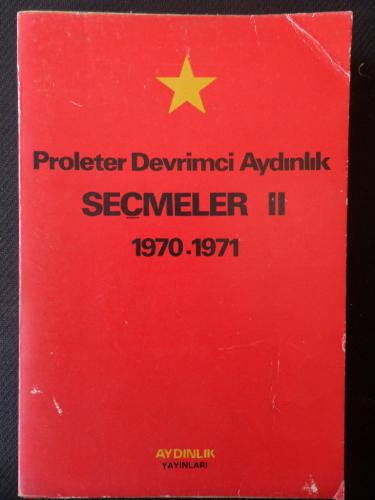 Proleter Devrimci Aydınlık
SEÇMELER II
1970-1971
AYDINLIK
YAYINLARI